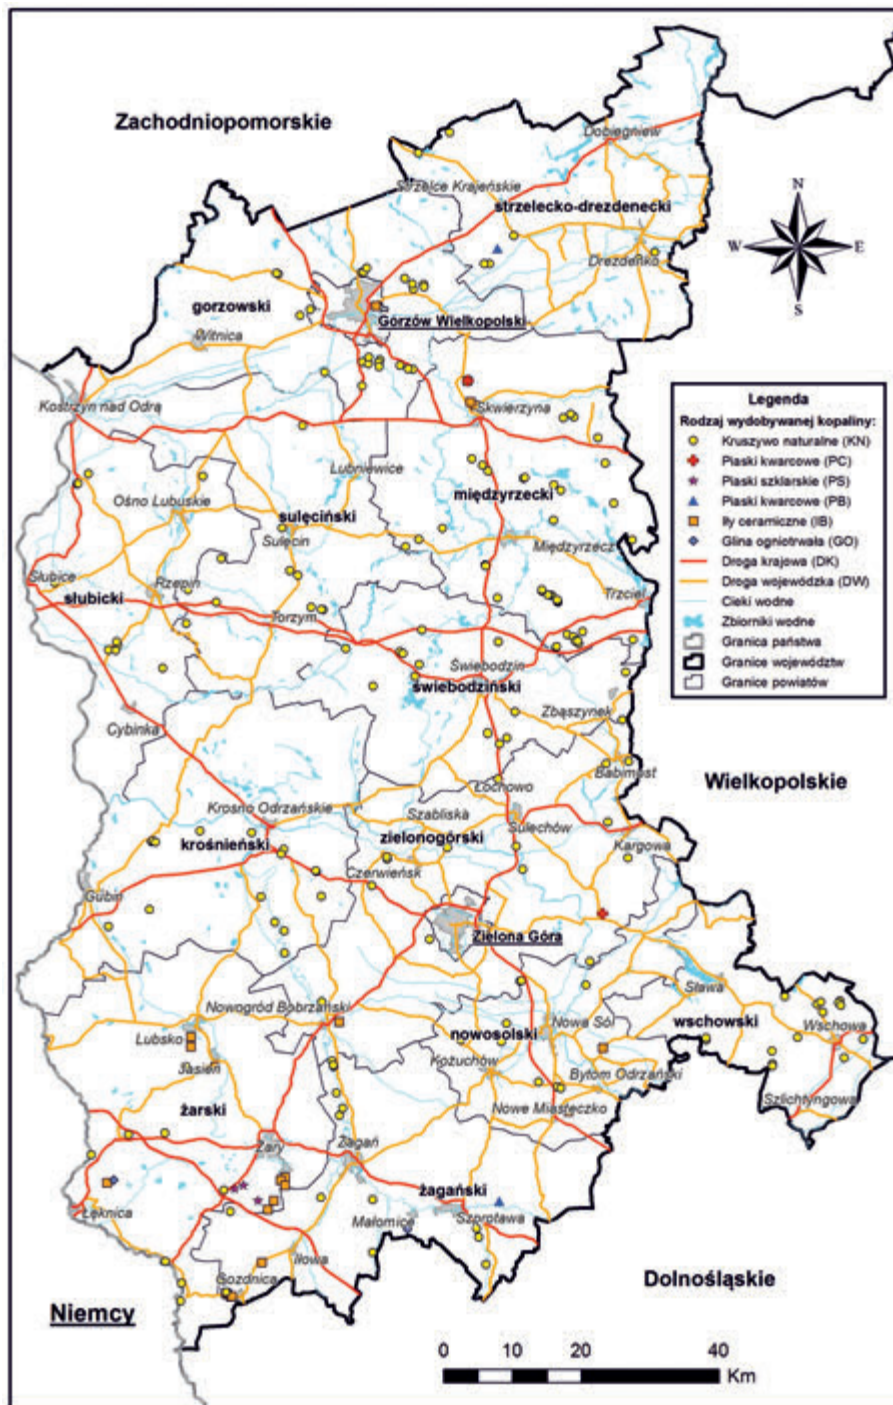 Zachodniopomorskie
Dobiegniew
Strzelce Krajeńskie
strzelecko-drezdenecki
N
W
E
S
Drezdenko
gorzowski
Gorzów Wielkopolski
Witnica
Kostrzyn nad Odrą
Skwierzyna
Legenda
Rodzaj wydobywanej kopaliny:
Kruszywo naturalne (KN)
Piaski kwarcowe (PC)
Piaski szklarskie (PS)
Piaski kwarcowe (PB)
Iły ceramiczne (IB)
Glina ogniotrwała (GO)
Droga krajowa (DK)
Droga wojewódzka (DW)
Cieki wodne
Zbiorniki wodne
Granica państwa
Granice województw
Granice powiatów
Lubniewice
międzyrzecki
Ośno Lubuskie
sulęciński
Sulęcin
Międzyrzecz
Słubice
Rzepin
słubicki
Trzciel
Torzym
Świebodzin
świebodziński
Zbąszynek
Cybinka
Babimost
Wielkopolskie
Łochowo
Krosno Odrzańskie
Szabliska
Sulechów
krośnieński
zielonogórski
Kargowa
Czerwieńsk
Gubin
Zielona Góra
Sława
Nowogród Bobrzański
Nowa Sól
wschowski
Wschowa
Lubsko
nowosolski
Jasień
Kożuchów
Bytom Odrzański
Szlichtyngowa
żarski
Nowe Miasteczko
Żary
Żagań
żagański
Łęknica
Małomice
Szprotawa
Iłowa
Gozdnica
Dolnośląskie
Niemcy
0 10 20 40
Km